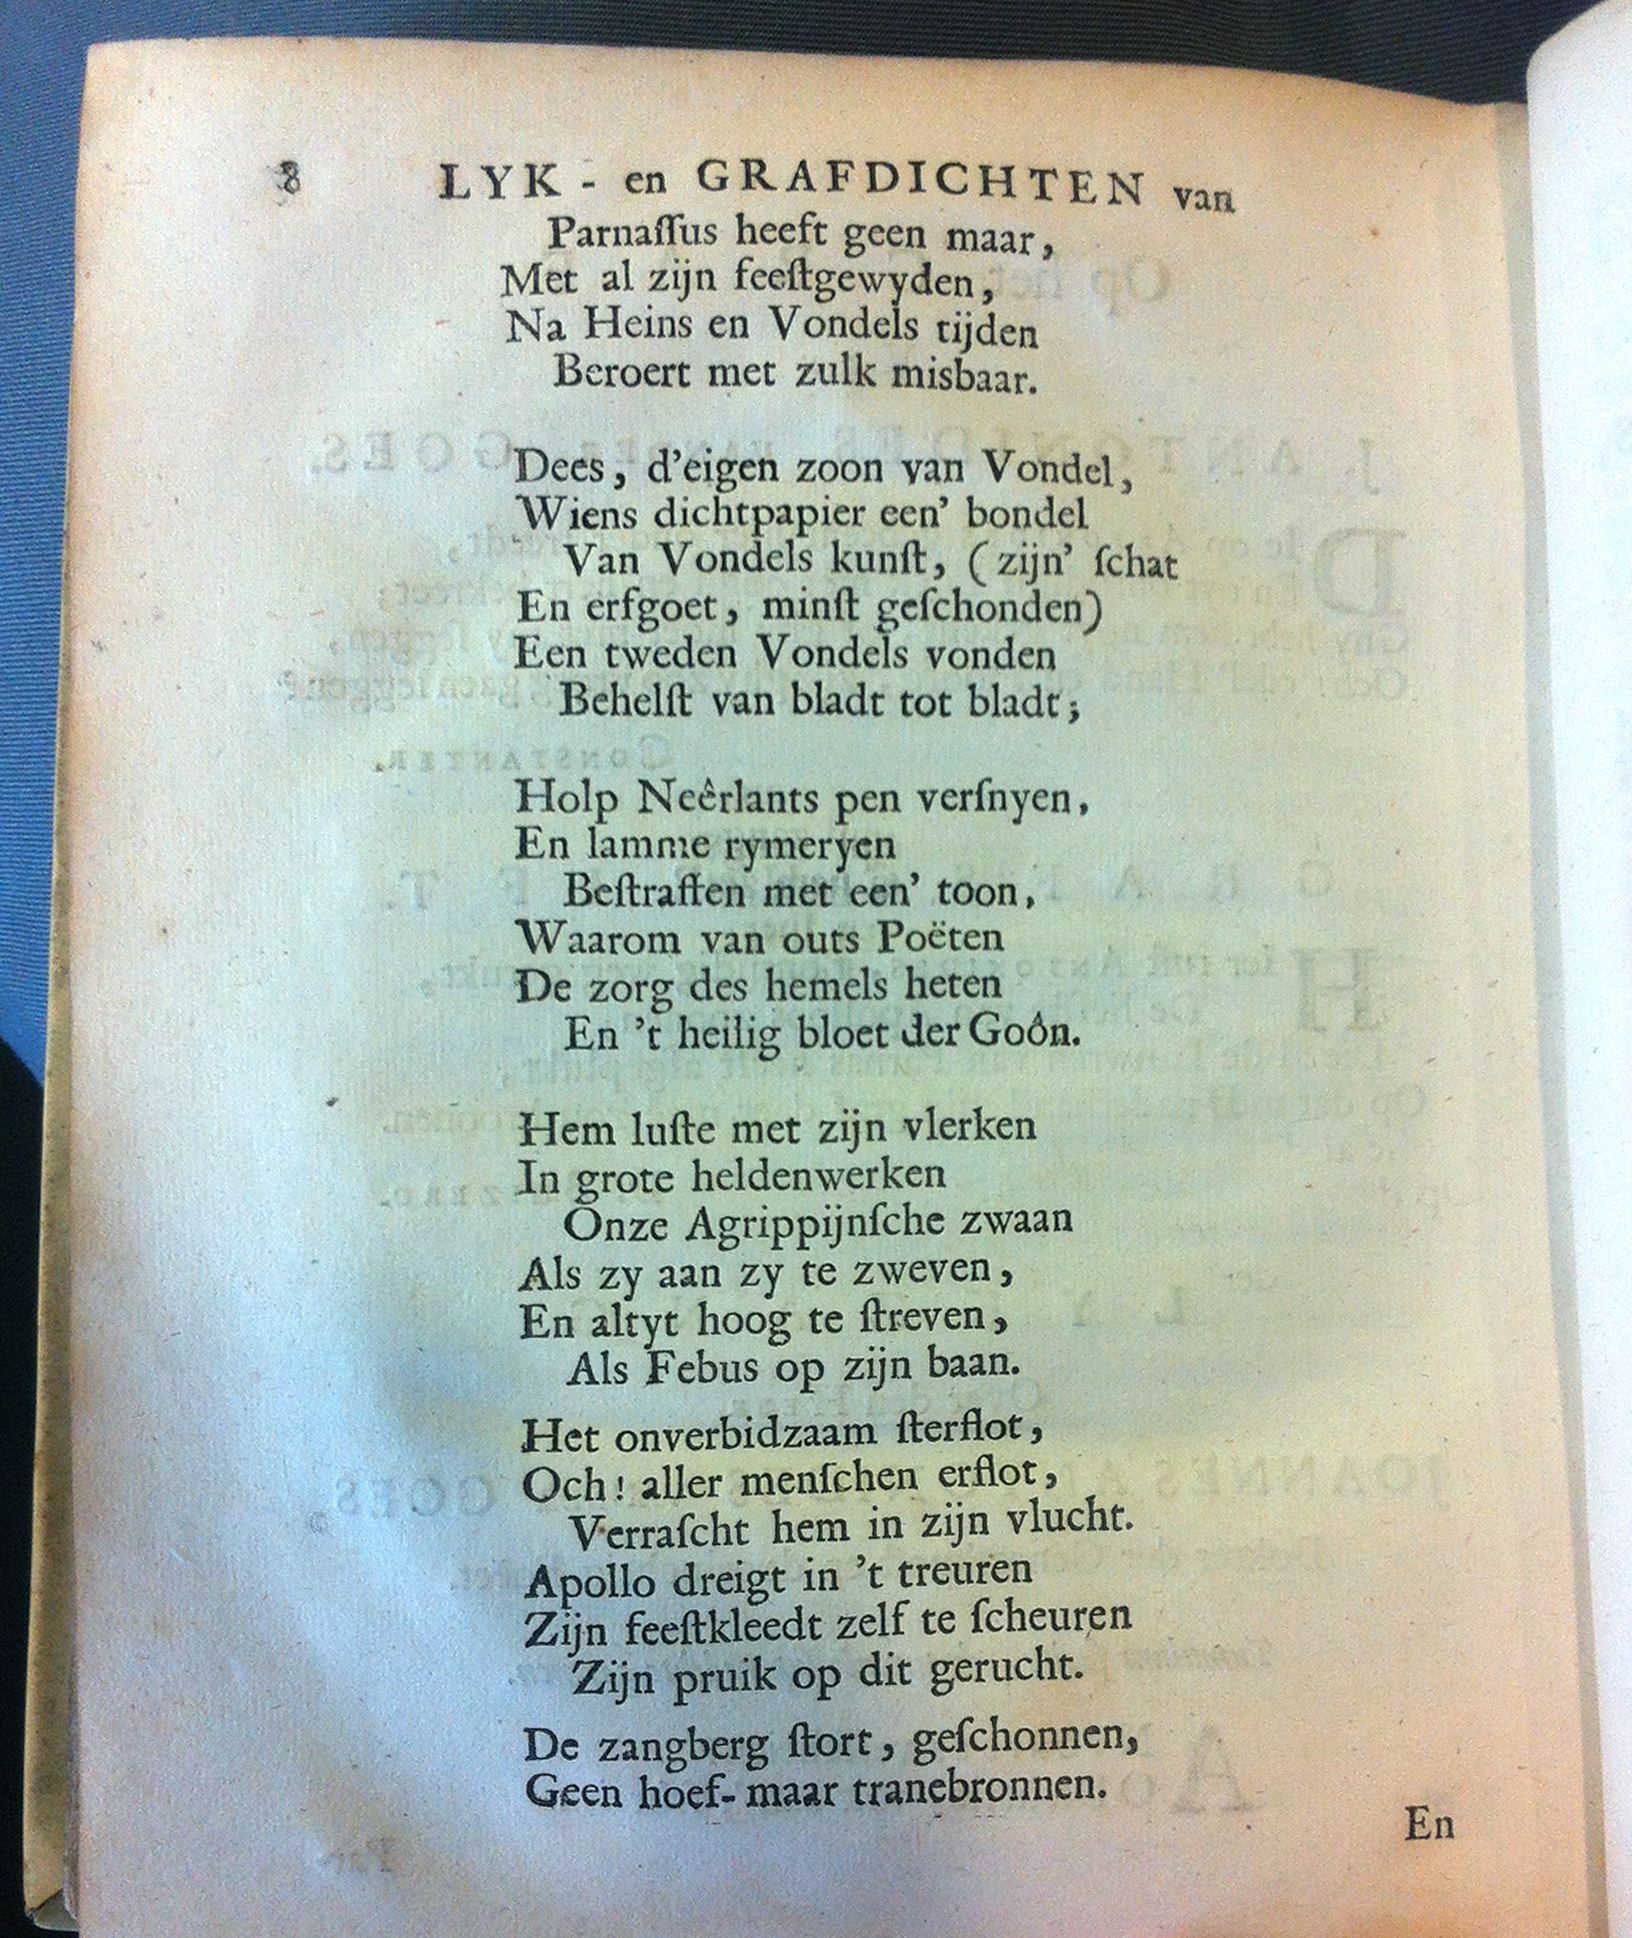 8 LYK - en GRAFDICHTEN van
Parnaſſus heeft geen maar,
Met al zijn feeſtgewyden,
Na Heins en Vondels tijden
Beroert met zulk misbaar.
Dees, d'eigen zoon van Vondel,
Wiens dichtpapier een' bondel
Van Vondels kunſt, (zijn' ſchat
En erfgoet, minſt geſchonden)
Een tweden Vondels vonden
Behelſt van bladt tot bladt;
Holp Neêrlants pen verſnyen,
En lamme rymeryen
Beſtraften met een' toon,
Waarom van outs Poëten
De zorg des hemels heten
En 't heilig bloet der Goôn.
Hem luſte met zijn vlerken
In grote heldenwerken
Onze Agrippijnſche zwaan
Als zy aan zy te zweven,
En altyt hoog te ſtreven,
Als Febus op zijn baan.
Het onverbidzaam ſterflot,
Och! aller menſchen erflot,
Verraſcht hem in zijn vlucht.
Apollo dreigt in 't treuren
Zijn feeſtkleedt zelf te ſcheuren
Zijn pruik op dit gerucht.
De zangberg ſtort, geſchonnen,
Geen hoef- maar tranebronnen.
En